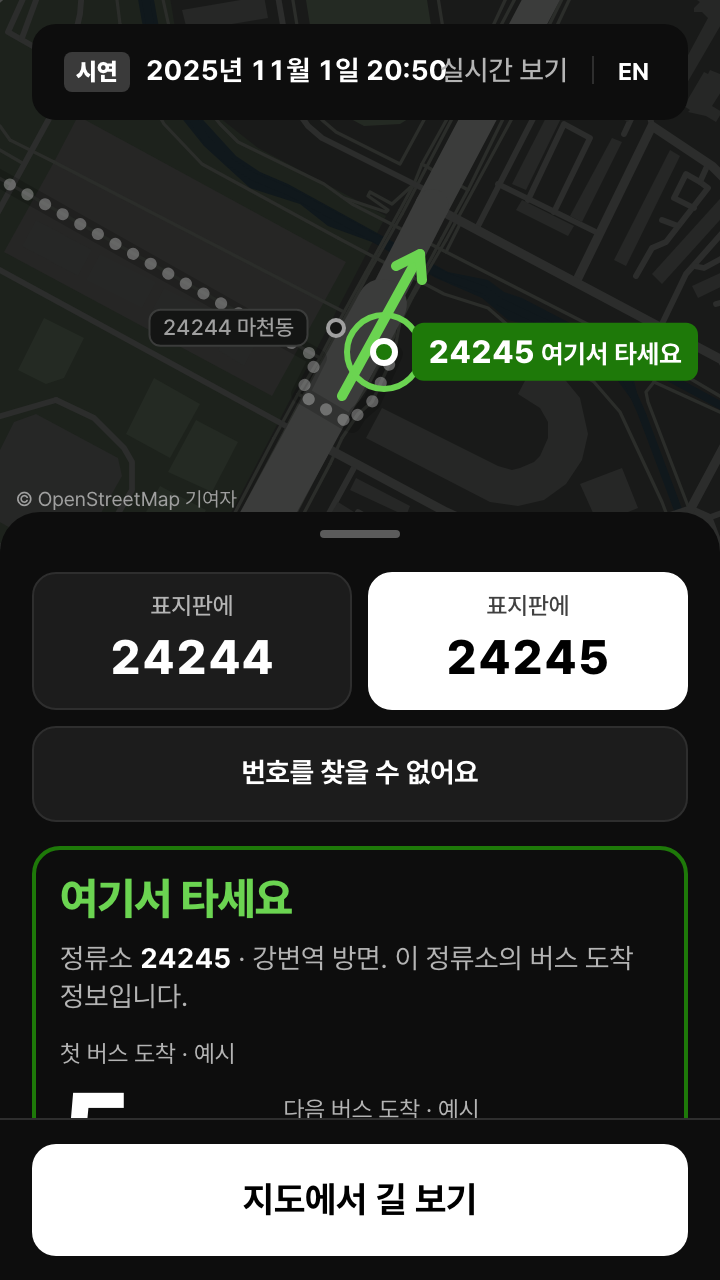 시연 2025년 11월 1일 20:50 실시간 보기 EN
24244 마천동
24245 여기서 타세요
© OpenStreetMap 기여자
표지판에 표지판에
24244 24245
번호를 찾을 수 없어요
여기서 타세요
정류소 24245 · 강변역 방면. 이 정류소의 버스 도착
정보입니다.
첫 버스 도착 · 예시
다음 버스 도착 · 예시
지도에서 길 보기